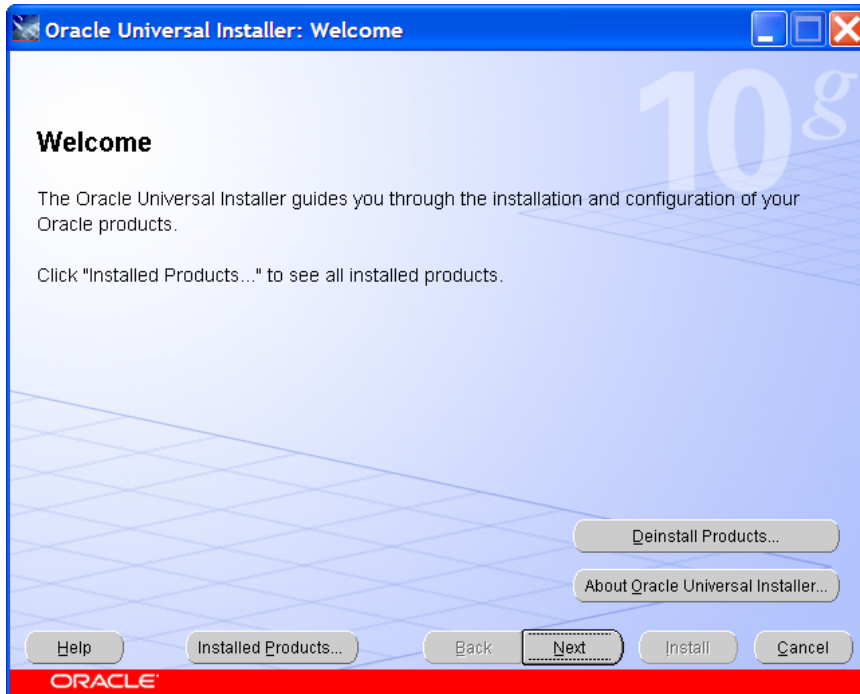 Oracle Universal Installer: Welcome
10g
Welcome
The Oracle Universal Installer guides you through the installation and configuration of your
Oracle products.
Click "Installed Products..." to see all installed products.
Deinstall Products...
About Oracle Universal Installer...
Help Installed Products... Back Next Install Cancel
ORACLE